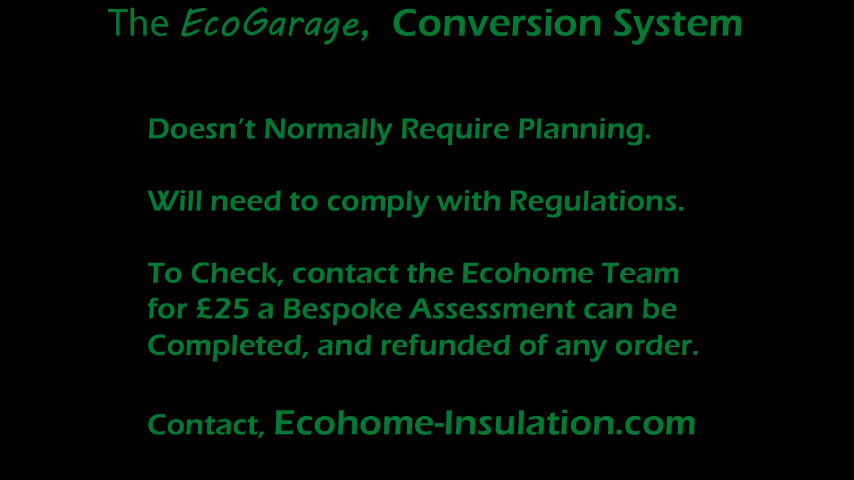 The EcoGarage, Conversion System
Doesn't Normally Require Planning.
Will need to comply with Regulations.
To Check, contact the Ecohome Team
for £25 a Bespoke Assessment can be
Completed, and refunded of any order.
Contact, Ecohome-Insulation.com